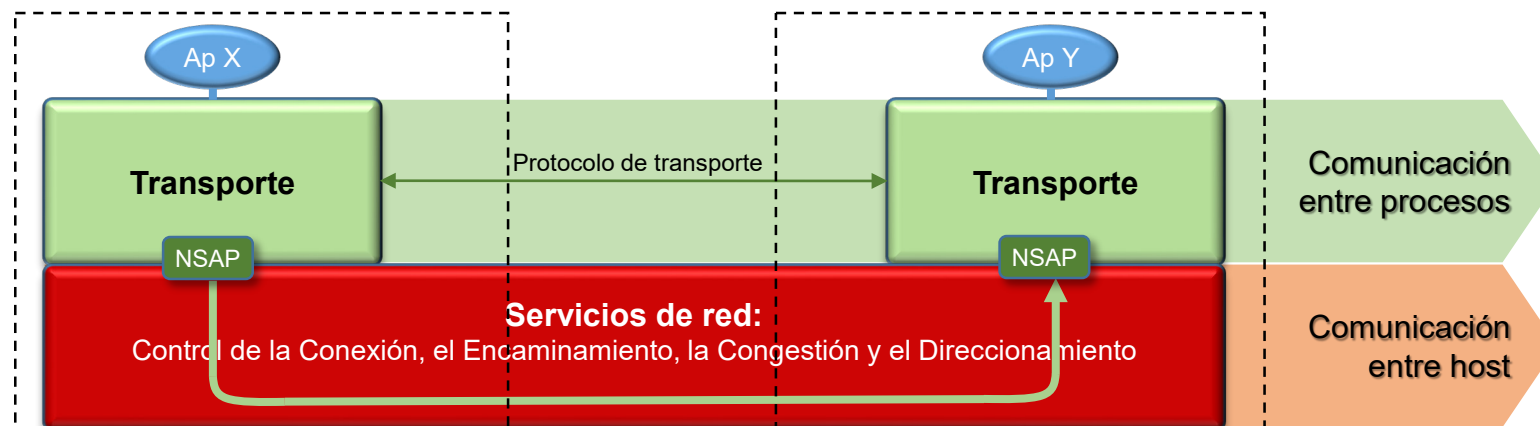 Ap X
Ap Y
Transporte
Protocolo de transporte
Transporte
Comunicación
entre procesos
NSAP
NSAP
Servicios de red:
Control de la Conexión, el Encaminamiento, la Congestión y el Direccionamiento
Comunicación
entre host